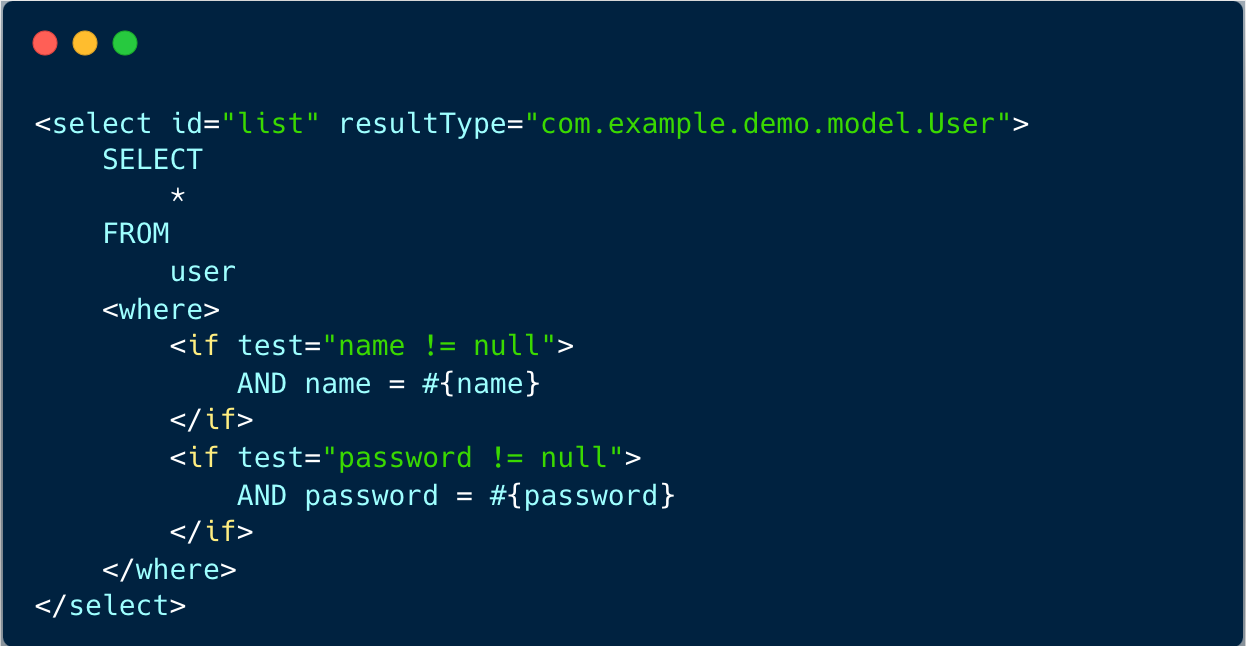 <select id="list" resultType="com.example.demo.model.User">
    SELECT
        *
    FROM
        user
    <where>
        <if test="name != null">
            AND name = #{name}
        </if>
        <if test="password != null">
            AND password = #{password}
        </if>
    </where>
</select>